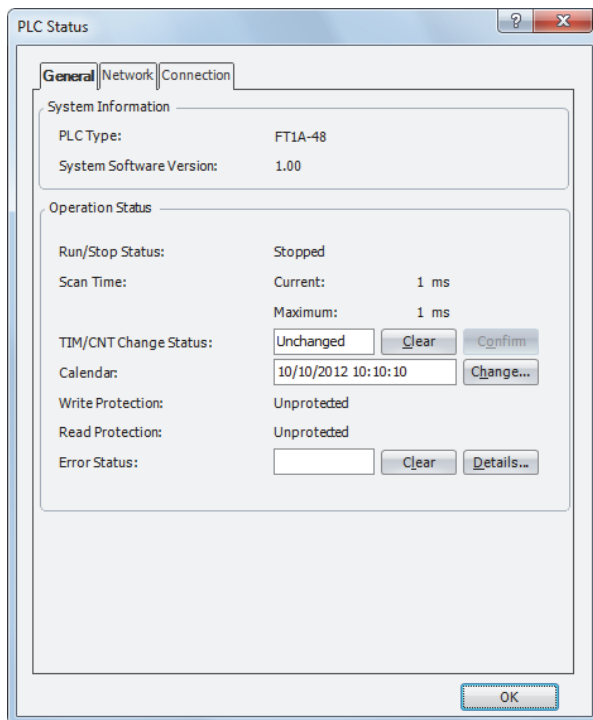 PLC Status
?
X
General Network Connection
System Information
PLC Type: FT1A-48
System Software Version: 1.00
Operation Status
Run/Stop Status: Stopped
Scan Time: Current: 1 ms
Maximum: 1 ms
TIM/CNT Change Status: Unchanged Clear Confirm
Calendar: 10/10/2012 10:10:10 Change...
Write Protection: Unprotected
Read Protection: Unprotected
Error Status: Clear Details...
OK